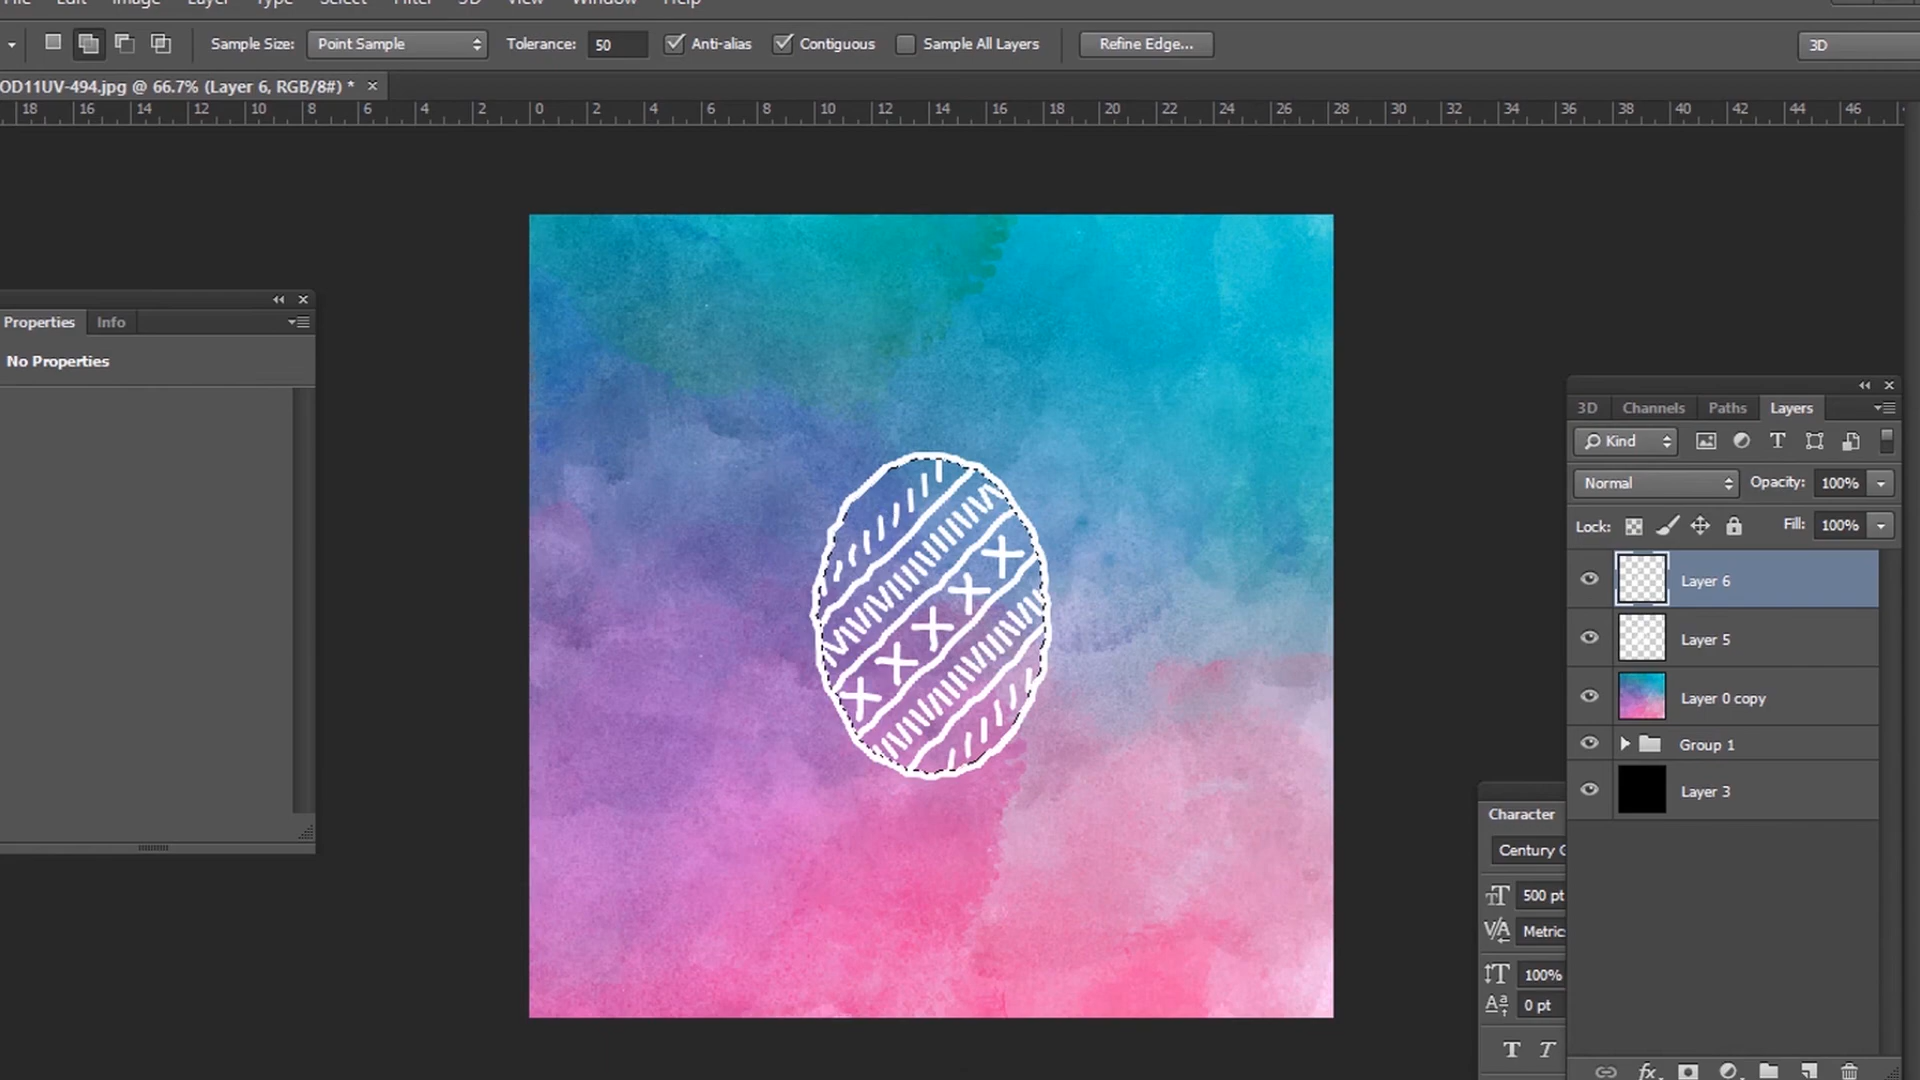 File Edit Image Layer Type Select Filter 3D View Window Help
Sample Size: Point Sample Tolerance: 50 Anti-alias Contiguous Sample All Layers Refine Edge... 3D
OD11UV-494.jpg @ 66.7% (Layer 6, RGB/8#) * ×
18 16 14 12 10 8 6 4 2 0 2 4 6 8 10 12 14 16 18 20 22 24 26 28 30 32 34 36 38 40 42 44 46
Properties Info
No Properties
3D Channels Paths Layers
Kind T
Normal Opacity: 100%
Lock: Fill: 100%
Layer 6
Layer 5
Layer 0 copy
Group 1
Layer 3
Character
Century
500 pt
Metric
100%
0 pt
T T
fx